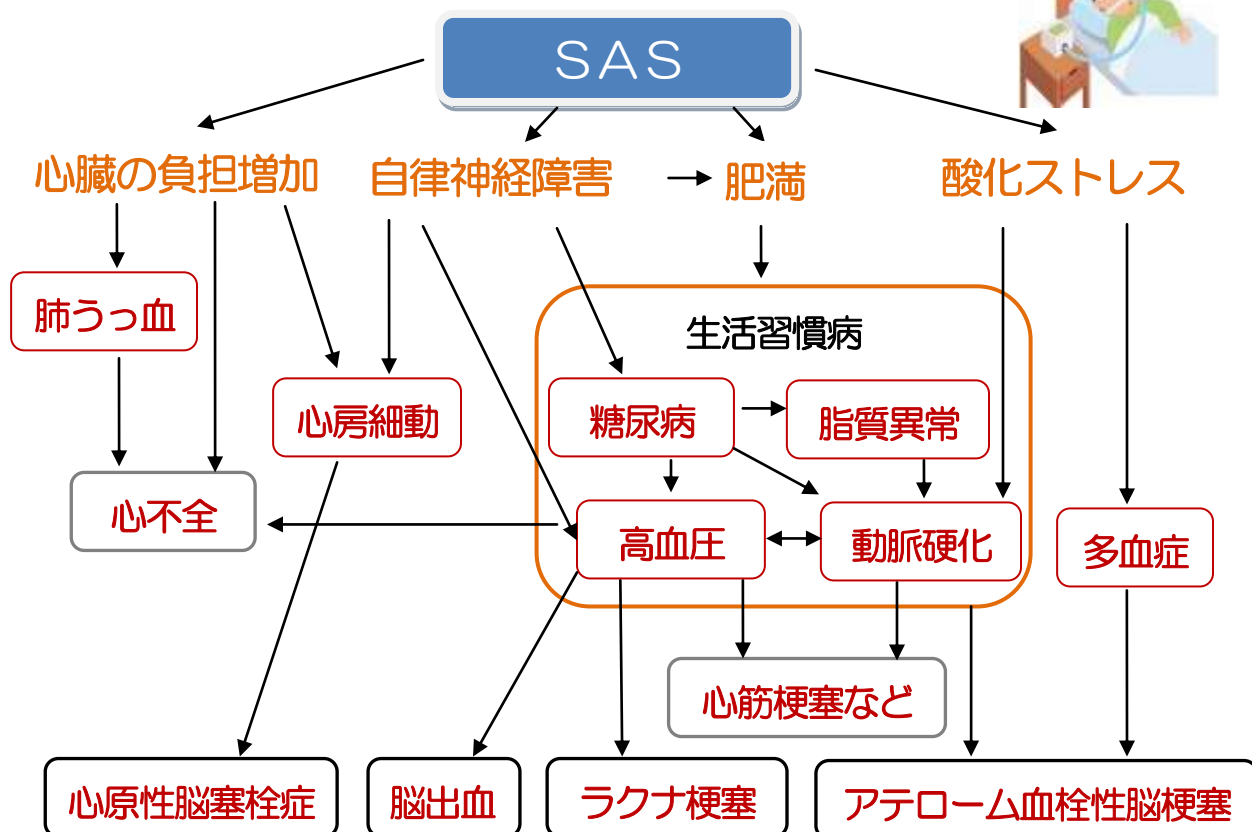 ＳＡＳ
心臓の負担増加
自律神経障害
肥満
酸化ストレス
肺うっ血
生活習慣病
心房細動
糖尿病
脂質異常
心不全
高血圧
動脈硬化
多血症
心筋梗塞など
心原性脳塞栓症
脳出血
ラクナ梗塞
アテローム血栓性脳梗塞